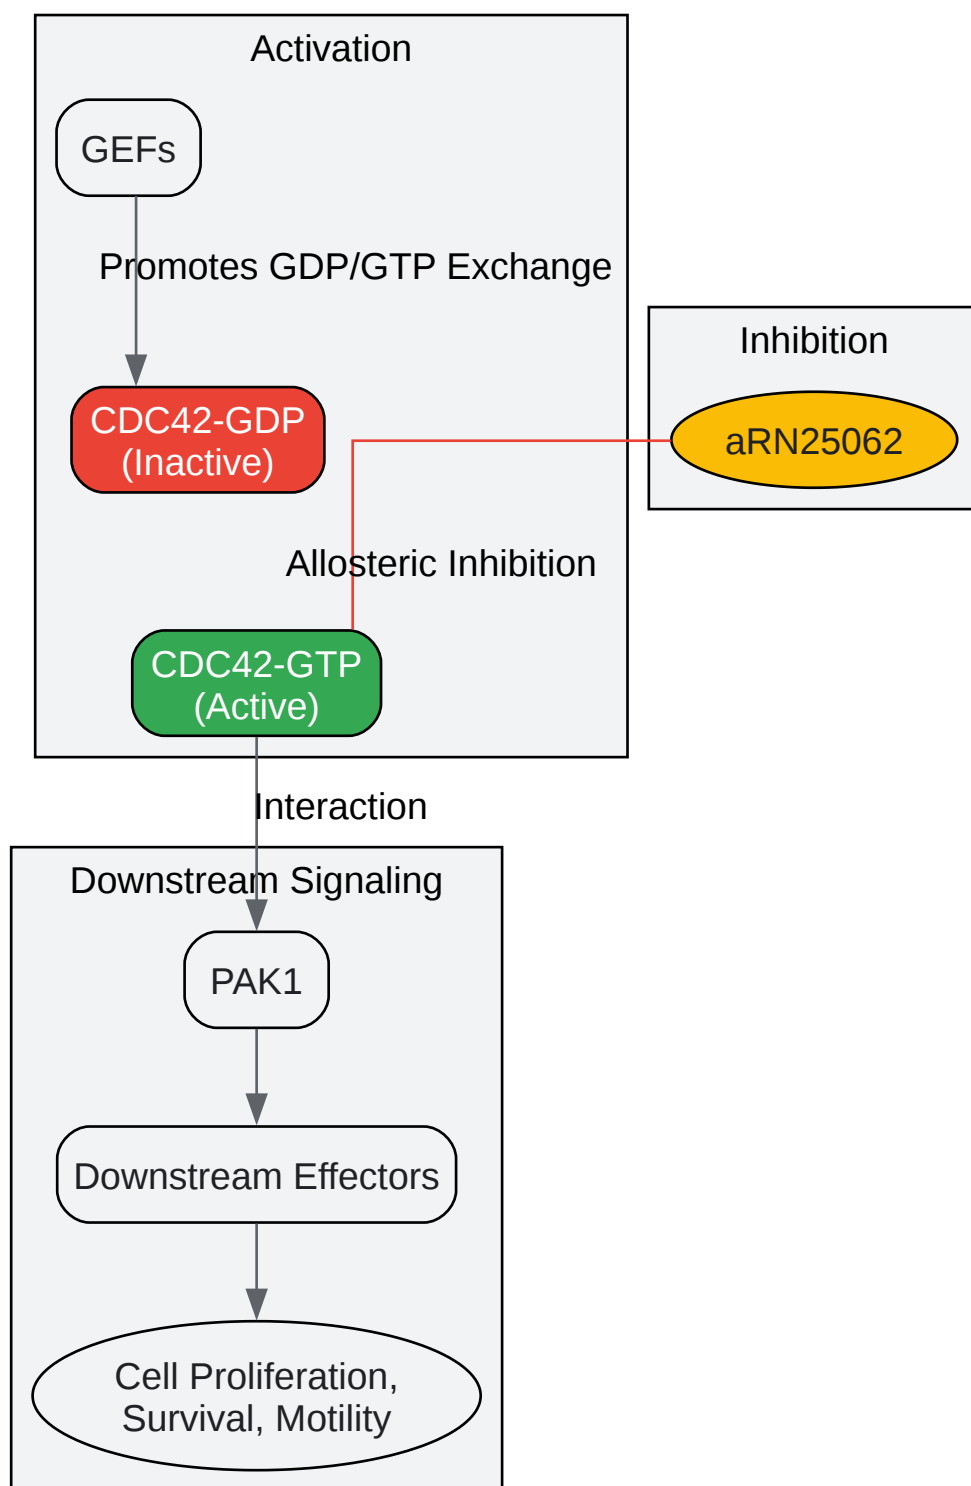 Activation
GEFs
Promotes GDP/GTP Exchange
Inhibition
CDC42-GDP
(Inactive)
aRN25062
Allosteric Inhibition
CDC42-GTP
(Active)
Interaction
Downstream Signaling
PAK1
Downstream Effectors
Cell Proliferation,
Survival, Motility